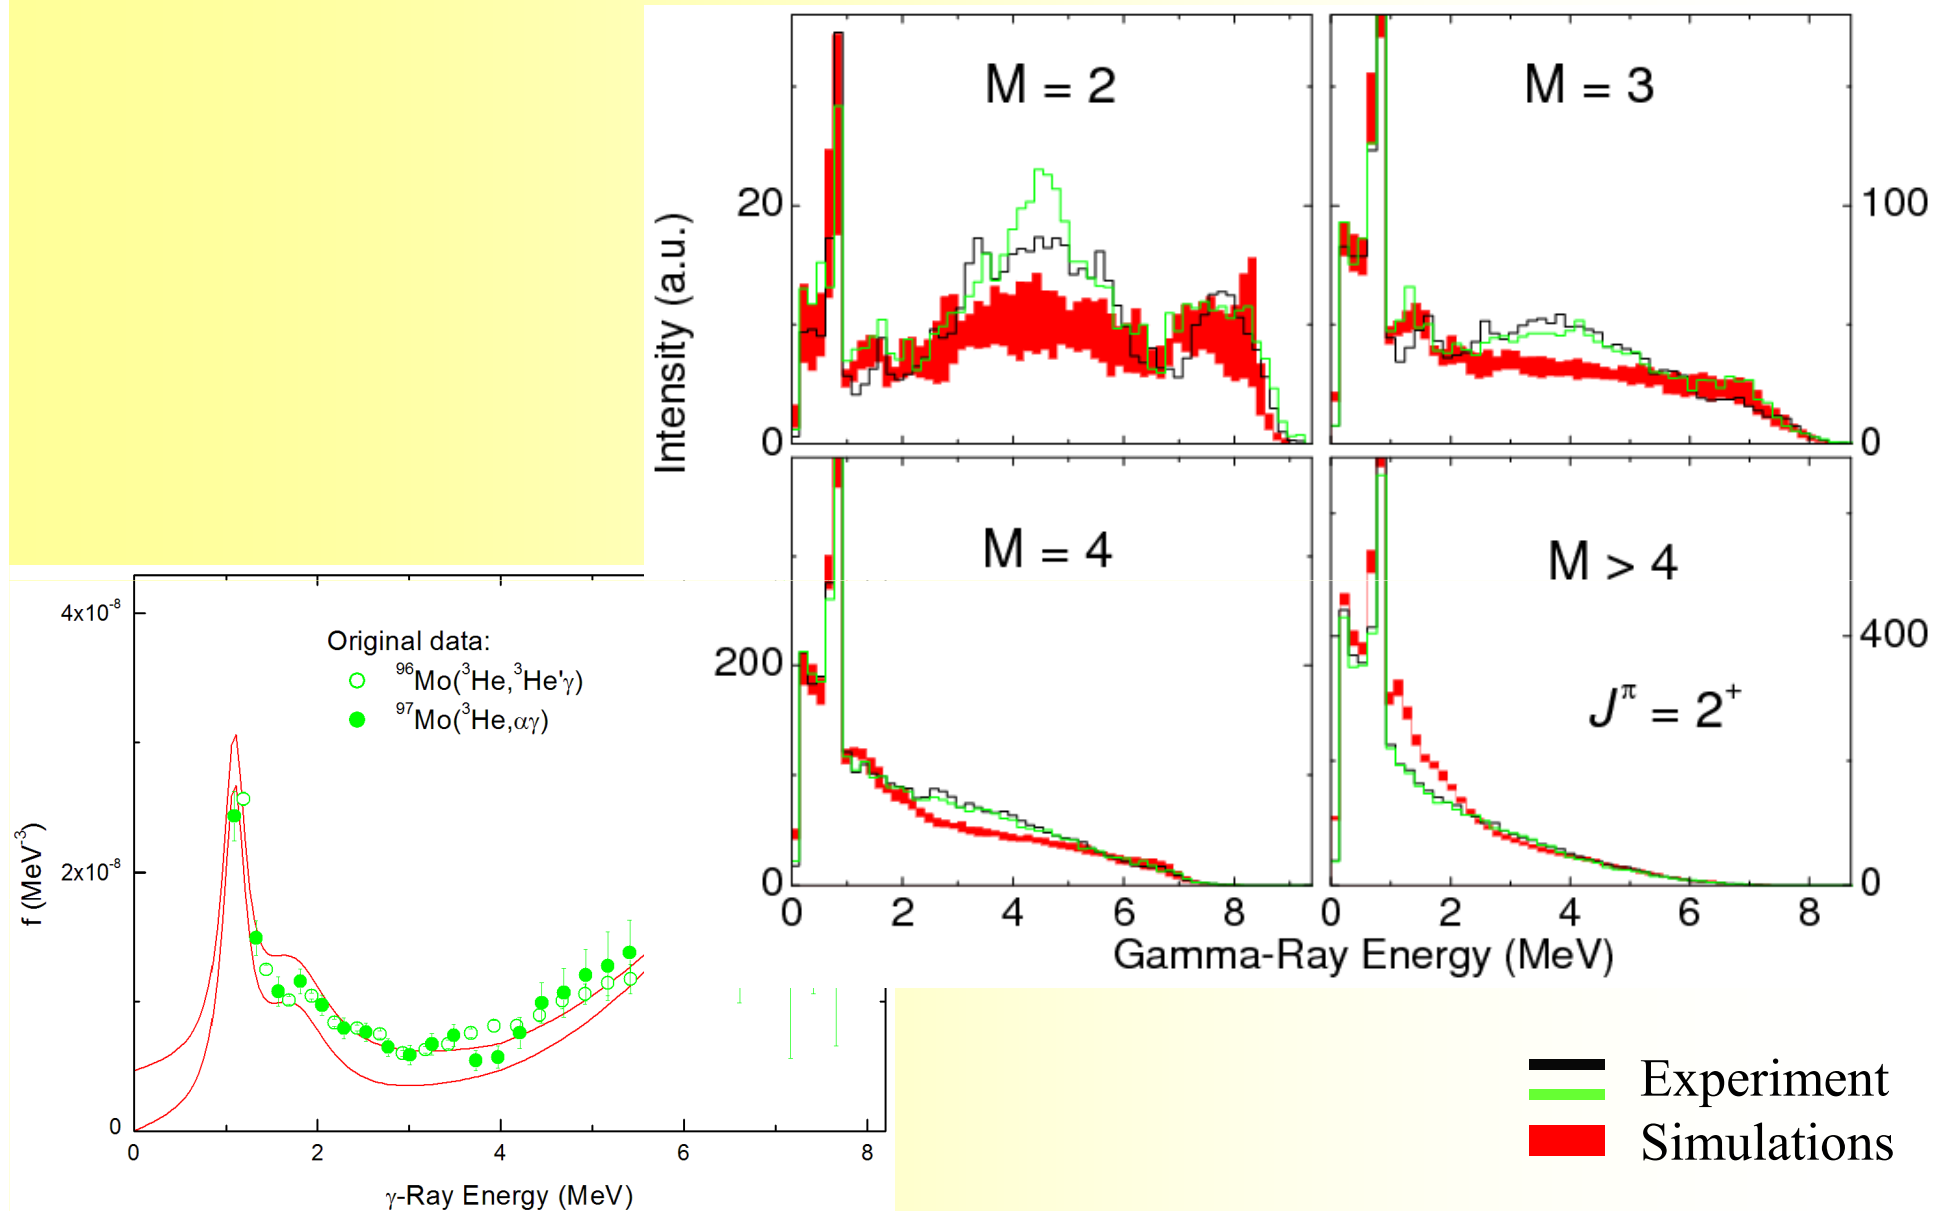 M = 2
M = 3
20
100
Intensity (a.u.)
0
0
M = 4
M > 4
200
400
Jπ = 2+
0
0
0 2 4 6 8
0 2 4 6 8
Gamma-Ray Energy (MeV)
4x10-8
Original data:
96Mo(3He,3He'γ)
97Mo(3He,αγ)
f (MeV-3)
2x10-8
0
0 2 4 6 8
γ-Ray Energy (MeV)
Experiment
Simulations